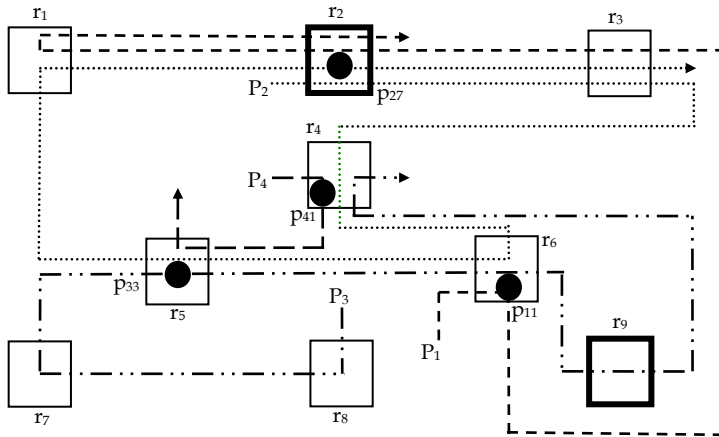 r₁
r₂
r₃
P₂
p₂₇
r₄
P₄
p₄₁
r₆
p₃₃
r₅
P₃
p₁₁
r₉
P₁
r₇
r₈